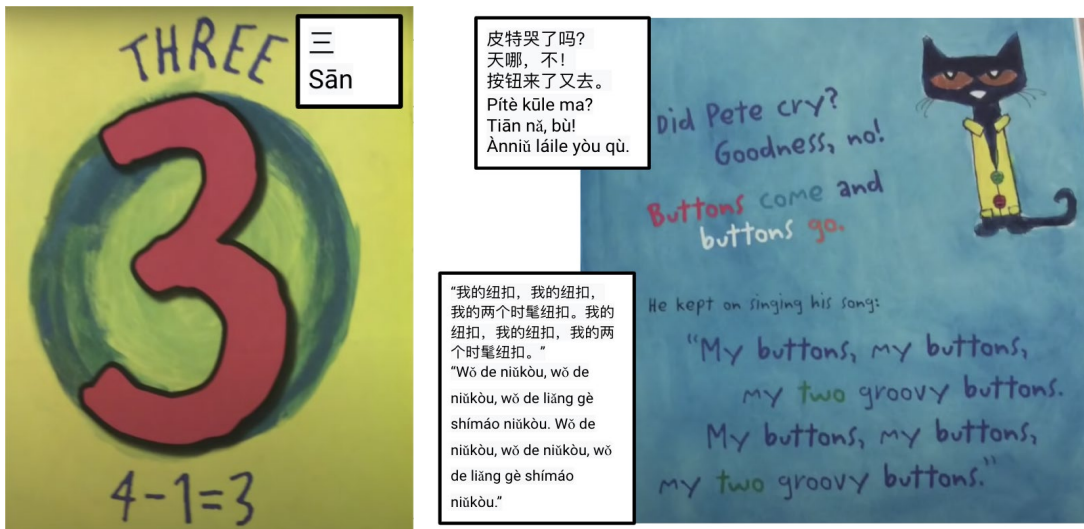 THREE
三
Sān
3
4-1=3
皮特哭了吗?
天哪，不!
按钮来了又去。
Pítè kūle ma?
Tiān nǎ, bù!
Ànniǔ láile yòu qù.
Did Pete cry?
Goodness, no!
Buttons come and
buttons go.
“我的纽扣，我的纽扣，
我的两个时髦纽扣。我的
纽扣，我的纽扣，我的两
个时髦纽扣。”
“Wǒ de niǔkòu, wǒ de
niǔkòu, wǒ de liǎng gè
shímáo niǔkòu. Wǒ de
niǔkòu, wǒ de niǔkòu, wǒ
de liǎng gè shímáo
niǔkòu.”
He kept on singing his song:
“My buttons, my buttons,
my two groovy buttons.
My buttons, my buttons,
my two groovy buttons.”